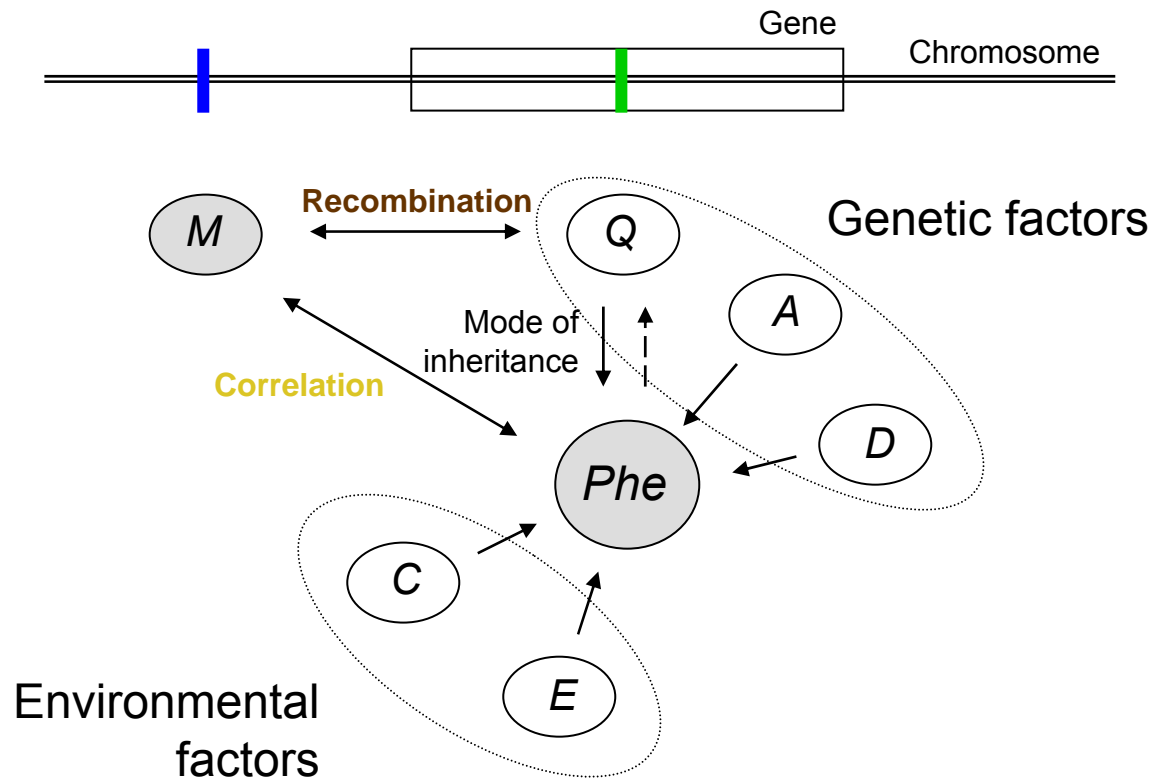 Gene
Chromosome
Recombination
M
Q
Genetic factors
A
Mode of
inheritance
Correlation
D
Phe
C
E
Environmental
factors